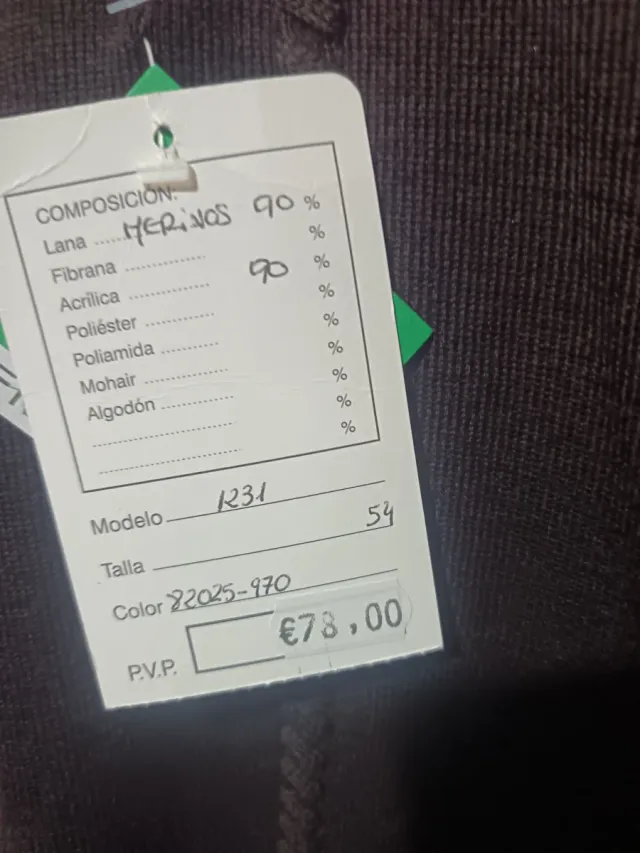 COMPOSICIÓN:
Lana ...... MERINOS 90 %
Fibrana .................. %
Acrílica .................. 90 %
Poliéster ............... %
Poliamida ............ %
Mohair ................... %
Algodón ............... %
.............................. %
.............................. %
Modelo 1231
Talla 54
Color 82025-970
P.V.P. €78,00